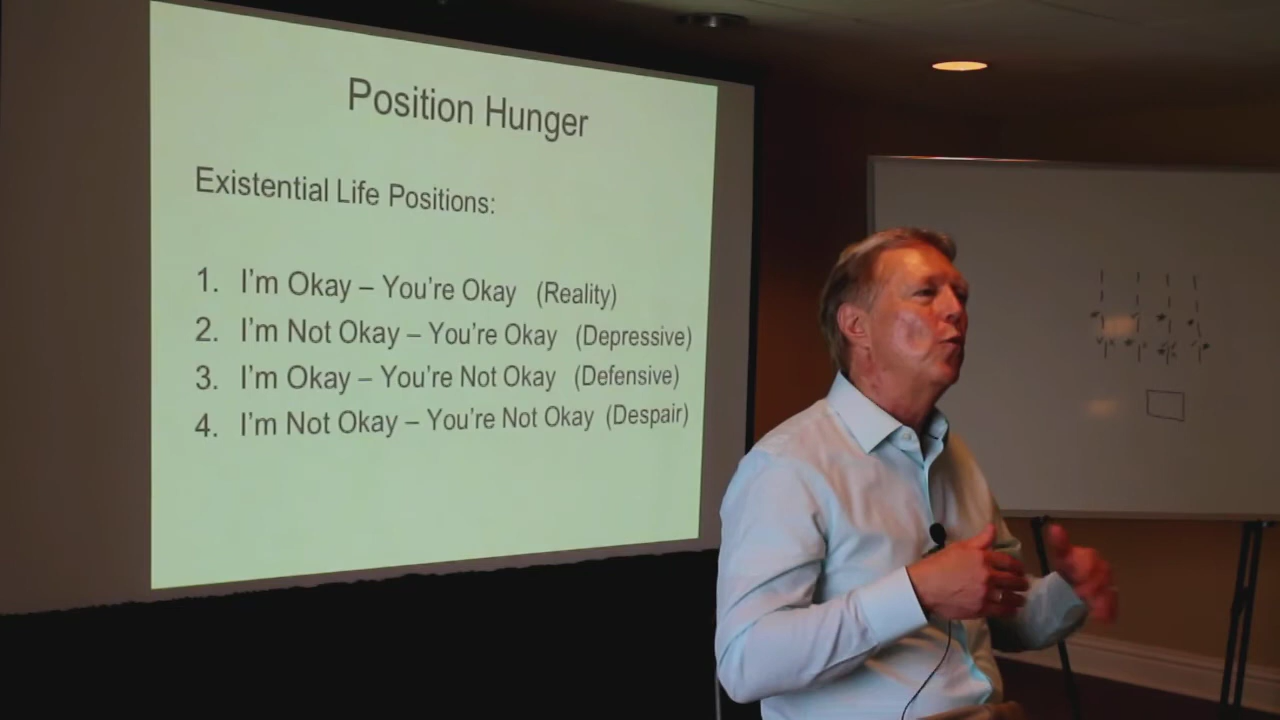 Position Hunger
Existential Life Positions:
1. I'm Okay – You're Okay (Reality)
2. I'm Not Okay – You're Okay (Depressive)
3. I'm Okay – You're Not Okay (Defensive)
4. I'm Not Okay – You're Not Okay (Despair)